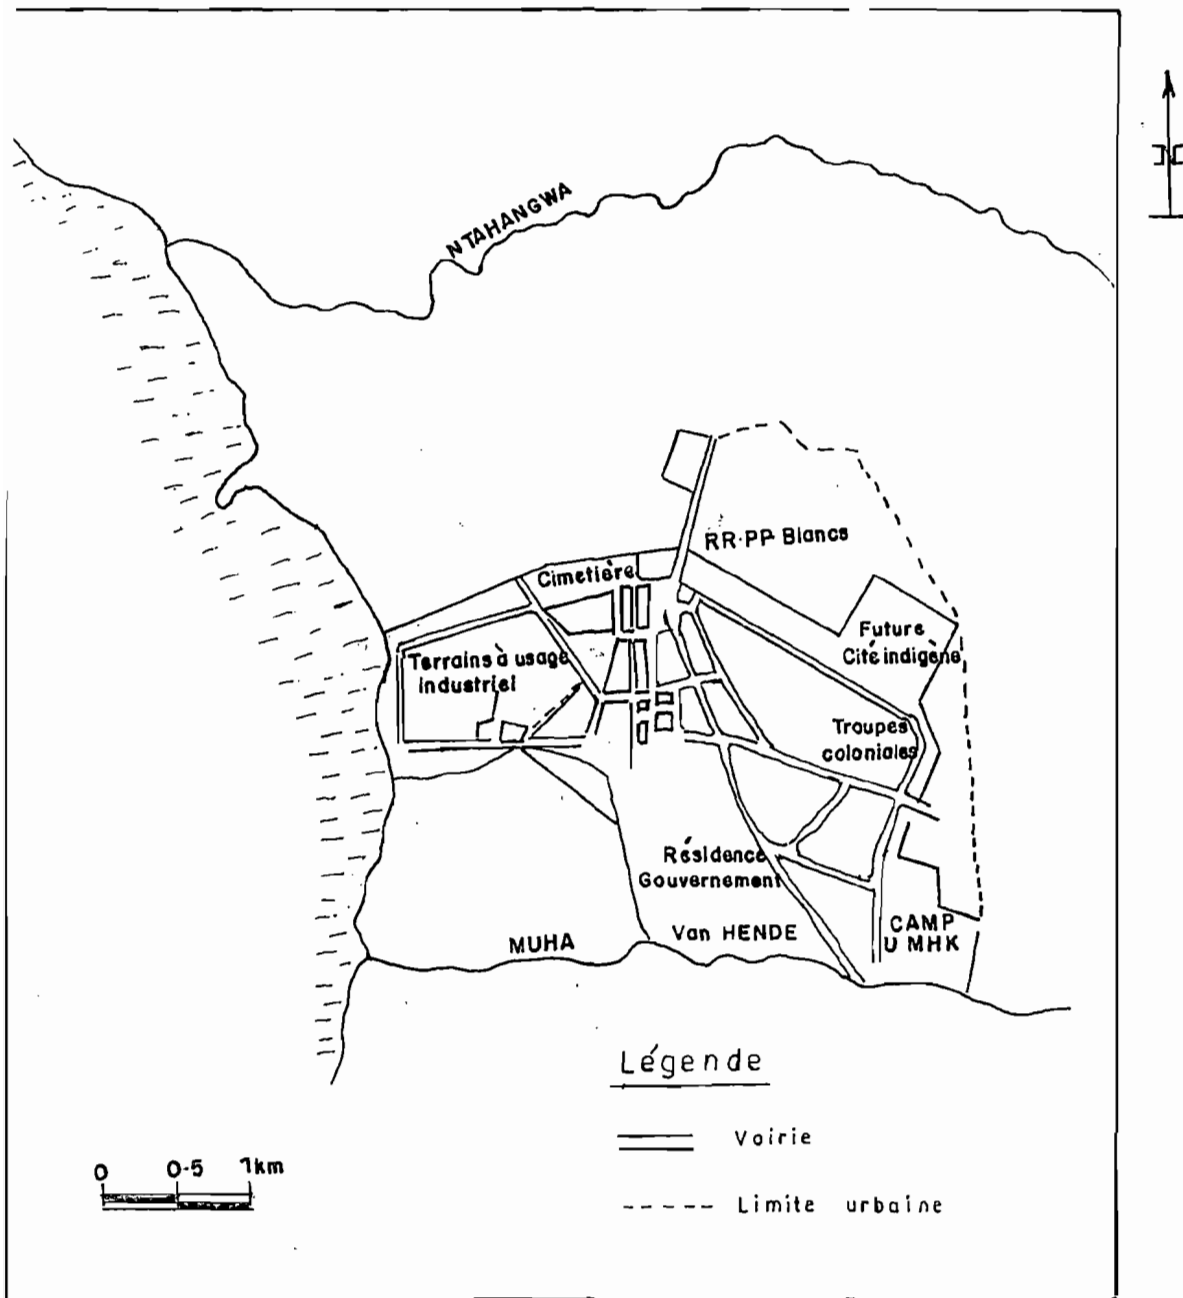 N
NTAHANGWA
RR·PP Blancs
Cimetière
Future
Cité indigène
Terrains à usage
industriel
Troupes
coloniales
Résidence
Gouvernement
CAMP
U MHK
Van HENDE
MUHA
Légende
Voirie
0 0-5 1km
Limite urbaine